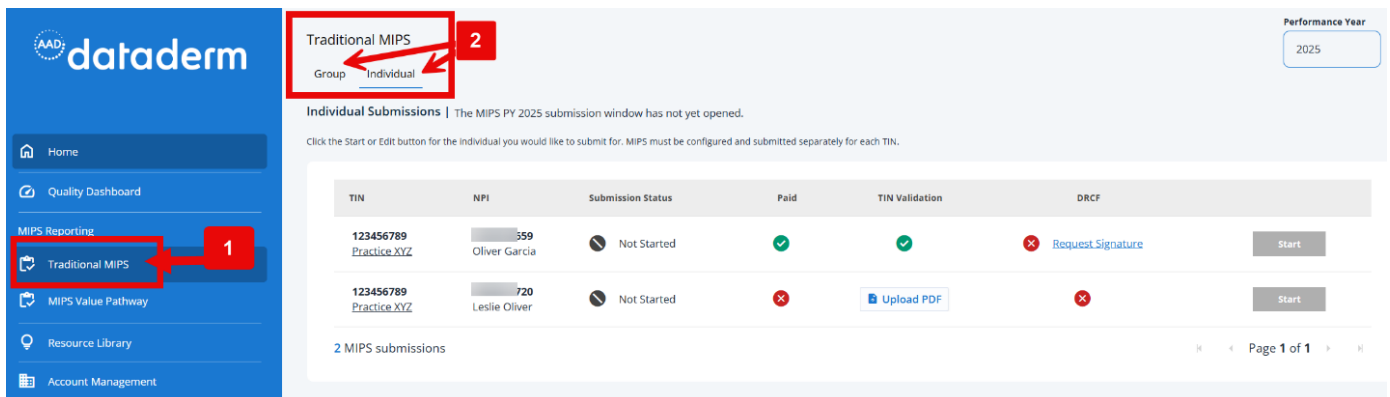 AAD
dataderm
Home
Quality Dashboard
MIPS Reporting
1
Traditional MIPS
MIPS Value Pathway
Resource Library
Account Management
Traditional MIPS
2
Group Individual
Performance Year
2025
Individual Submissions | The MIPS PY 2025 submission window has not yet opened.
Click the Start or Edit button for the individual you would like to submit for. MIPS must be configured and submitted separately for each TIN.
TIN NPI Submission Status Paid TIN Validation DRCF
123456789 559
Practice XYZ Oliver Garcia Not Started Request Signature Start
123456789 720
Practice XYZ Leslie Oliver Not Started Upload PDF Start
2 MIPS submissions Page 1 of 1